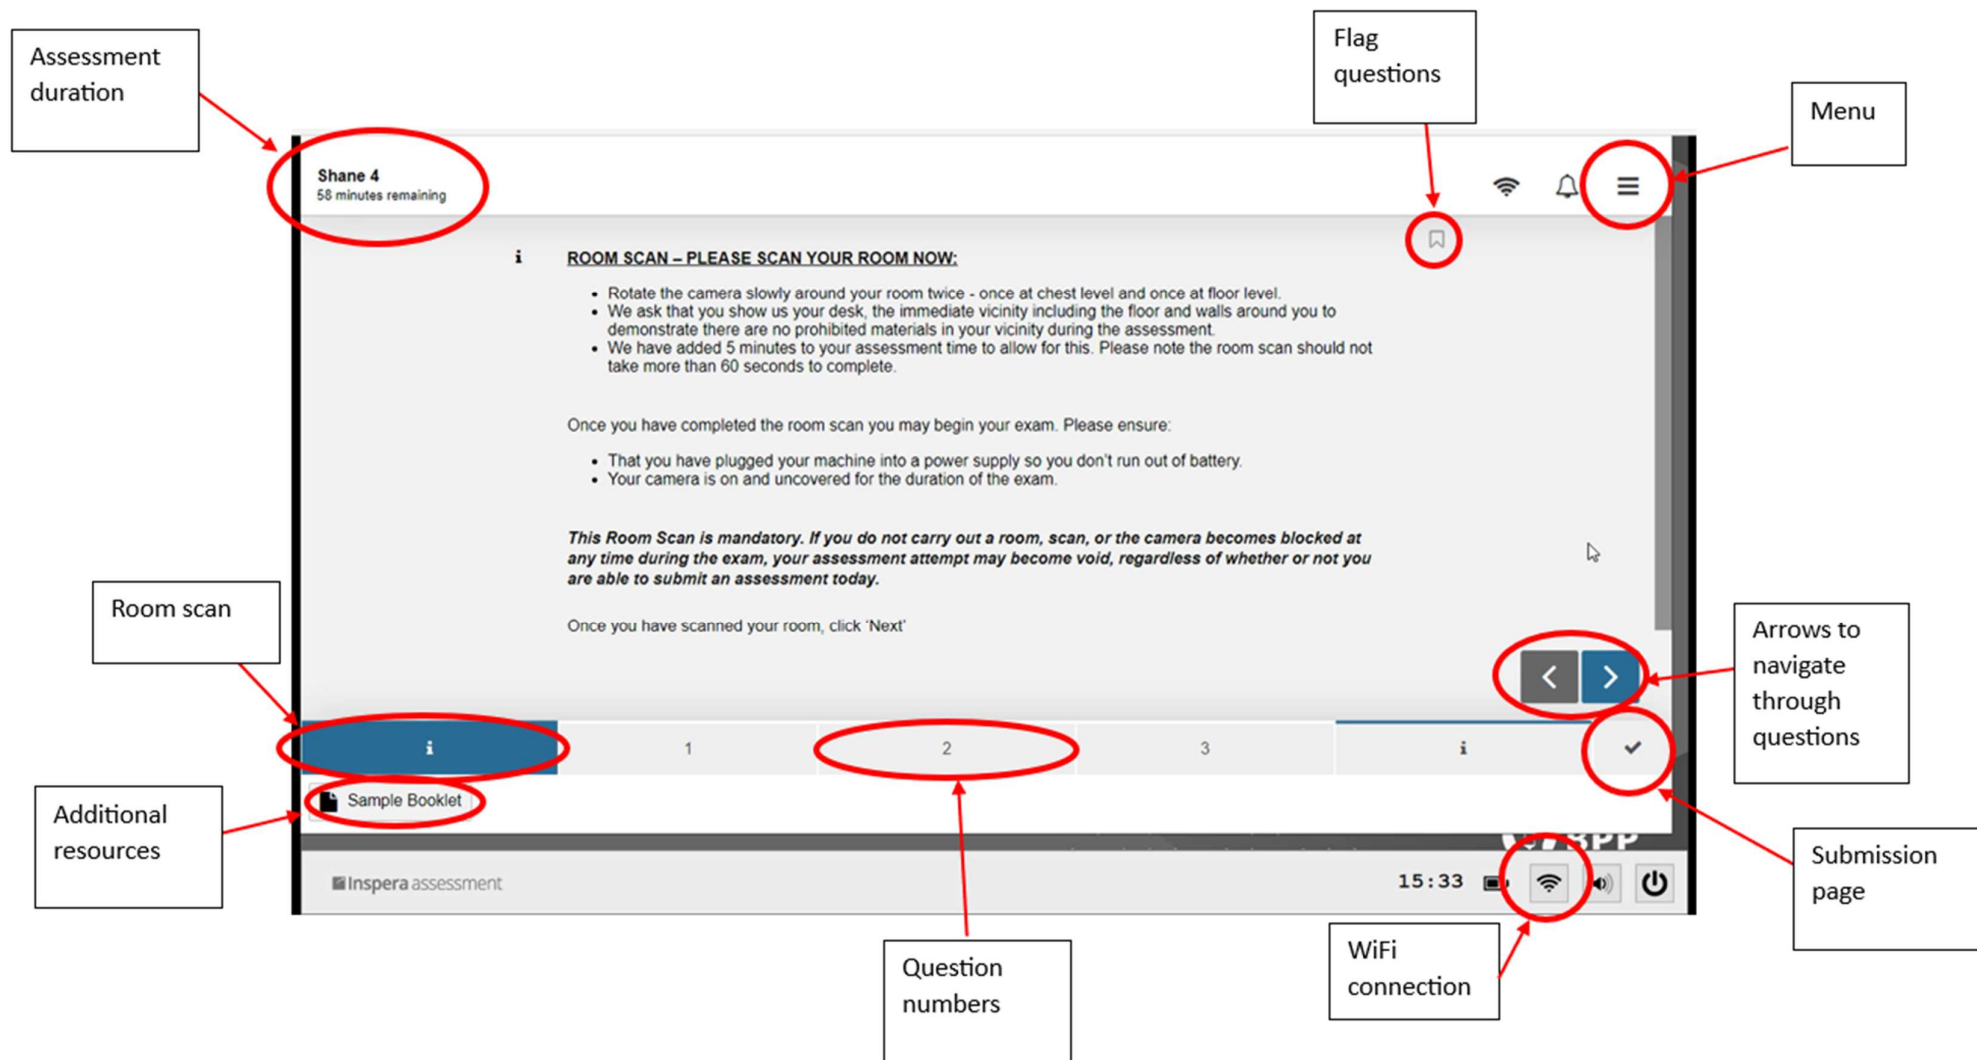 Assessment
duration
Flag
questions
Menu
Shane 4
58 minutes remaining
i
ROOM SCAN – PLEASE SCAN YOUR ROOM NOW:
• Rotate the camera slowly around your room twice - once at chest level and once at floor level.
• We ask that you show us your desk, the immediate vicinity including the floor and walls around you to
demonstrate there are no prohibited materials in your vicinity during the assessment.
• We have added 5 minutes to your assessment time to allow for this. Please note the room scan should not
take more than 60 seconds to complete.
Once you have completed the room scan you may begin your exam. Please ensure:
• That you have plugged your machine into a power supply so you don't run out of battery.
• Your camera is on and uncovered for the duration of the exam.
This Room Scan is mandatory. If you do not carry out a room, scan, or the camera becomes blocked at
any time during the exam, your assessment attempt may become void, regardless of whether or not you
are able to submit an assessment today.
Once you have scanned your room, click 'Next'
Room scan
Arrows to
navigate
through
questions
i 1 2 3 i
Sample Booklet
Additional
resources
BPP
Submission
page
Inspera assessment
15:33
Question
numbers
WiFi
connection